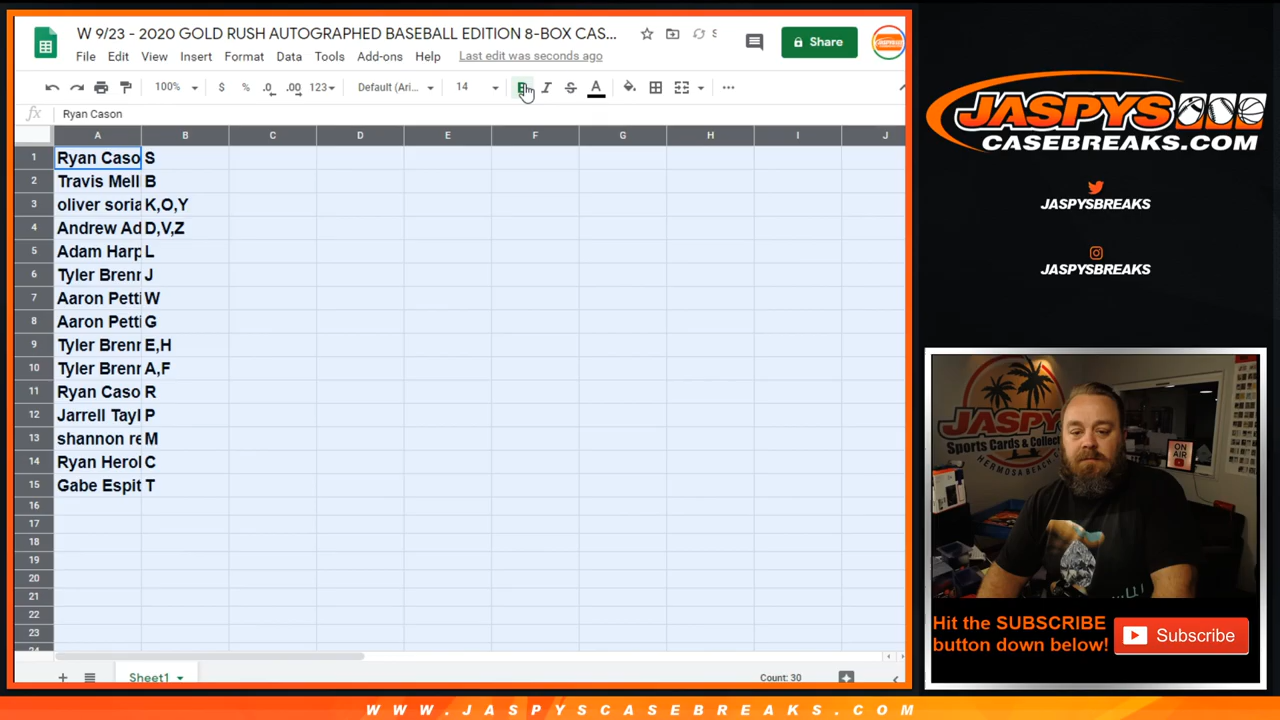 W 9/23 - 2020 GOLD RUSH AUTOGRAPHED BASEBALL EDITION 8-BOX CAS...
File Edit View Insert Format Data Tools Add-ons Help Last edit was seconds ago
Share
100% $ % .0 .00 123 Default (Ari... 14
fx Ryan Cason
A B C D E F G H I J
1 Ryan Caso S
2 Travis Mell B
3 oliver soria K,O,Y
4 Andrew Ad D,V,Z
5 Adam Harp L
6 Tyler Brenn J
7 Aaron Petti W
8 Aaron Petti G
9 Tyler Brenn E,H
10 Tyler Brenn A,F
11 Ryan Caso R
12 Jarrell Tayl P
13 shannon re M
14 Ryan Herol C
15 Gabe Espit T
16
17
18
19
20
21
22
23
Sheet1
Count: 30
JASPYS
CASEBREAKS.COM
JASPYSBREAKS
JASPYSBREAKS
JASPY
Sports Cards & Collec
HERMOSA BEACH
ON AIR
Hit the SUBSCRIBE
button down below!
Subscribe
WWW.JASPYSCASEBREAKS.COM